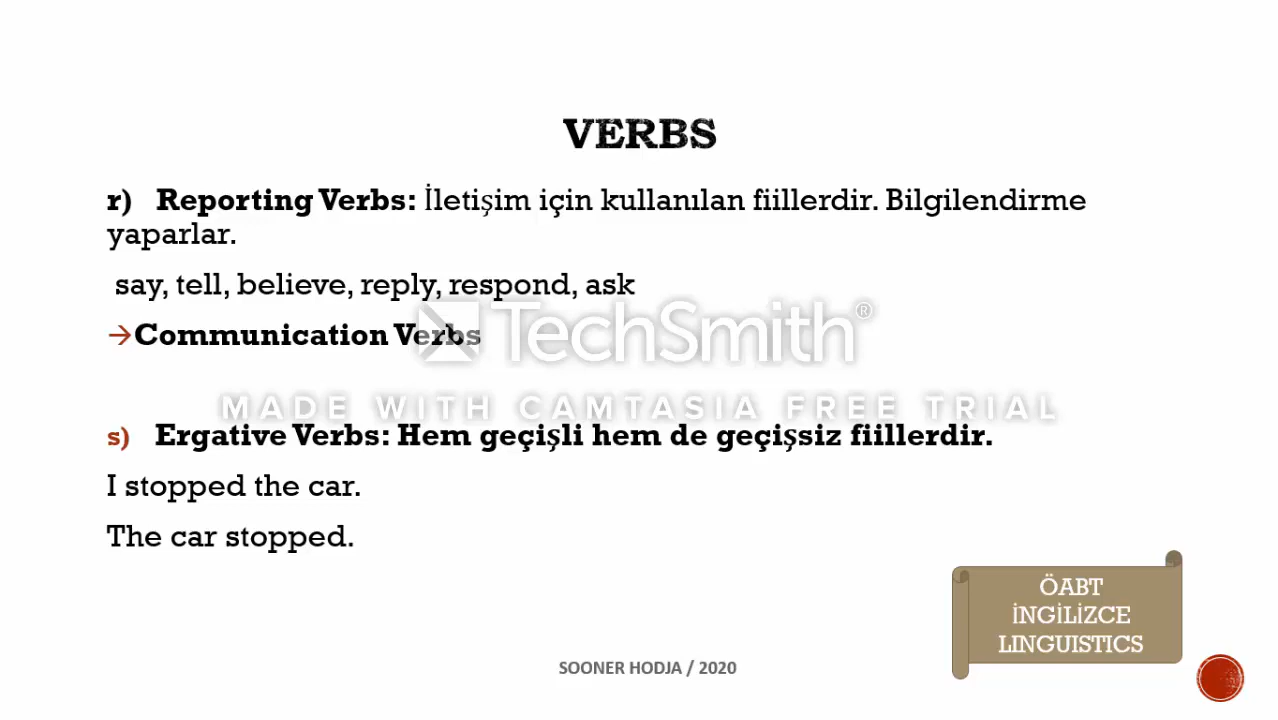 VERBS
r) Reporting Verbs: İletişim için kullanılan fiillerdir. Bilgilendirme
yaparlar.
say, tell, believe, reply, respond, ask
→Communication Verbs
TechSmith®
MADE WITH CAMTASIA FREE TRIAL
s) Ergative Verbs: Hem geçişli hem de geçişsiz fiillerdir.
I stopped the car.
The car stopped.
ÖABT
İNGİLİZCE
LINGUISTICS
SOONER HODJA / 2020